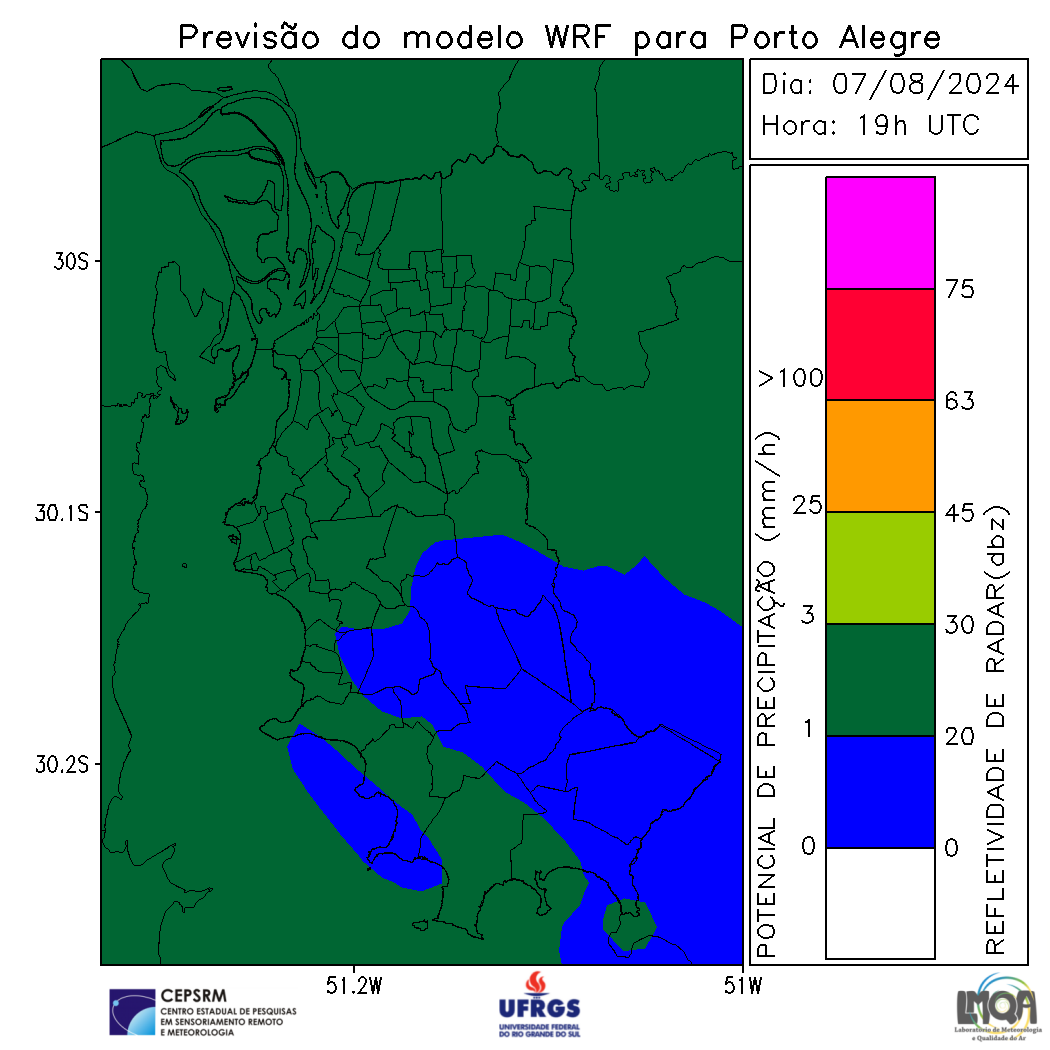 Previsão do modelo WRF para Porto Alegre
Dia: 07/08/2024
Hora: 19h UTC
30S
30.1S
30.2S
51.2W
51W
POTENCIAL DE PRECIPITAÇÃO (mm/h)
>100
25
3
1
0
75
63
45
30
20
0
REFLETIVIDADE DE RADAR(dbz)
CEPSRM
CENTRO ESTADUAL DE PESQUISAS
EM SENSORIAMENTO REMOTO
E METEOROLOGIA
UFRGS
UNIVERSIDADE FEDERAL
DO RIO GRANDE DO SUL
LMQA
Laboratório de Meteorologia
e Qualidade do Ar